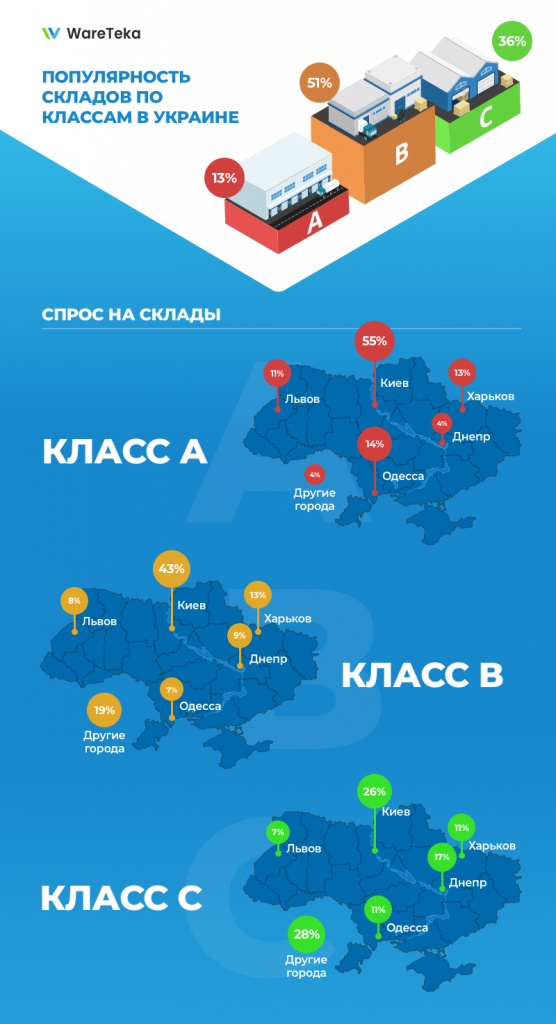 WareTeka
ПОПУЛЯРНОСТЬ
СКЛАДОВ ПО
КЛАССАМ В УКРАИНЕ
36%
51%
13%
C
B
A
СПРОС НА СКЛАДЫ
55%
11%
13%
Киев
Львов
Харьков
4%
Днепр
14%
КЛАСС А
A
Одесса
4%
Другие
города
43%
8%
13%
Киев
Львов
Харьков
9%
Днепр
7%
КЛАСС B
B
Одесса
19%
Другие
города
26%
Киев
7%
11%
Львов
Харьков
17%
Днепр
КЛАСС C
C
11%
Одесса
28%
Другие
города